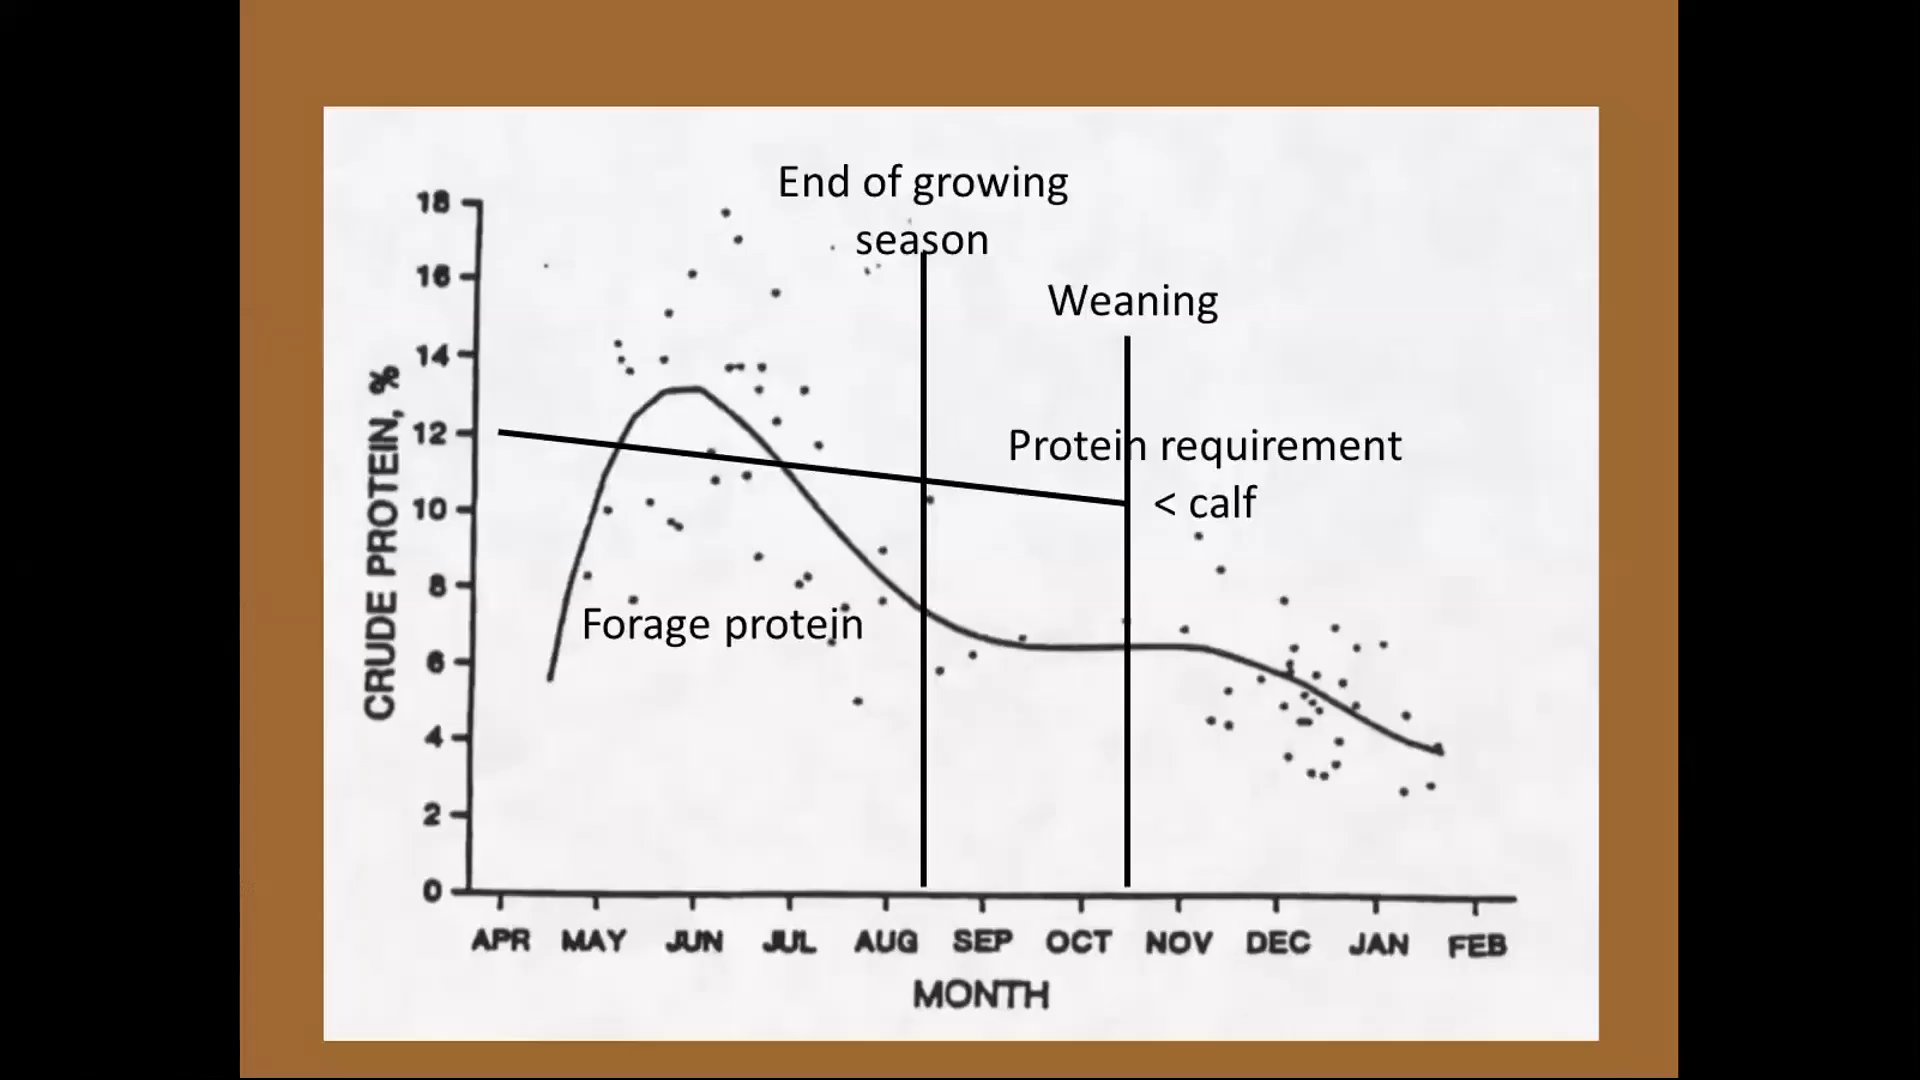 End of growing
season
Weaning
Protein requirement
< calf
Forage protein
CRUDE PROTEIN, %
18
16
14
12
10
8
6
4
2
0
APR MAY JUN JUL AUG SEP OCT NOV DEC JAN FEB
MONTH